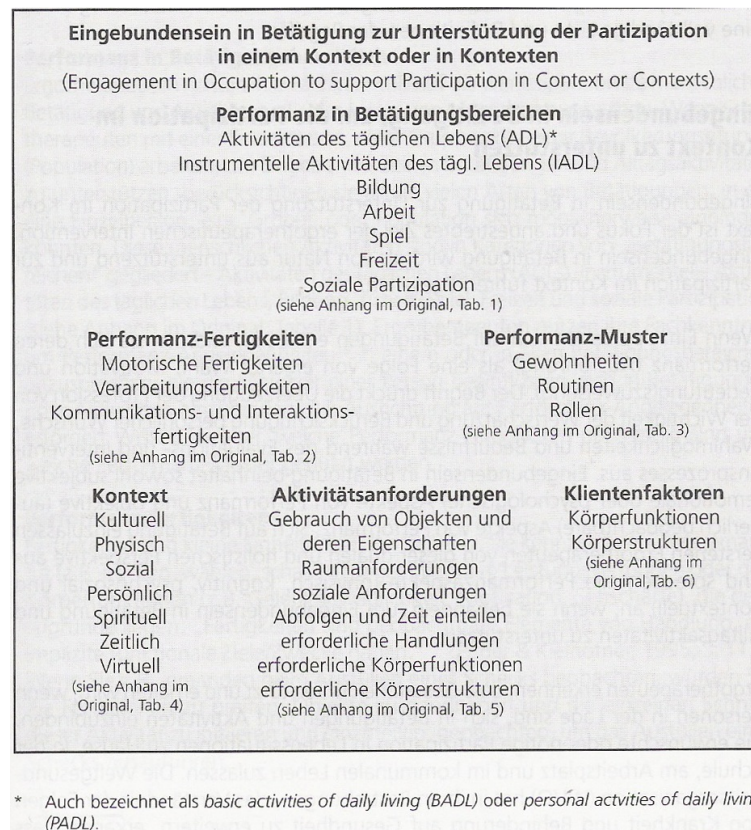 Eingebundensein in Betätigung zur Unterstützung der Partizipation
in einem Kontext oder in Kontexten
(Engagement in Occupation to support Participation in Context or Contexts)
Performanz in Betätigungsbereichen
Aktivitäten des täglichen Lebens (ADL)*
Instrumentelle Aktivitäten des tägl. Lebens (IADL)
Bildung
Arbeit
Spiel
Freizeit
Soziale Partizipation
(siehe Anhang im Original, Tab. 1)
Performanz-Fertigkeiten
Motorische Fertigkeiten
Verarbeitungsfertigkeiten
Kommunikations- und Interaktions-
fertigkeiten
(siehe Anhang im Original, Tab. 2)
Performanz-Muster
Gewohnheiten
Routinen
Rollen
(siehe Anhang im Original, Tab. 3)
Kontext
Kulturell
Physisch
Sozial
Persönlich
Spirituell
Zeitlich
Virtuell
(siehe Anhang im
Original, Tab. 4)
Aktivitätsanforderungen
Gebrauch von Objekten und
deren Eigenschaften
Raumanforderungen
soziale Anforderungen
Abfolgen und Zeit einteilen
erforderliche Handlungen
erforderliche Körperfunktionen
erforderliche Körperstrukturen
(siehe Anhang im Original, Tab. 5)
Klientenfaktoren
Körperfunktionen
Körperstrukturen
(siehe Anhang im
Original, Tab. 6)
* Auch bezeichnet als basic actvities of daily living (BADL) oder personal actvties of daily livin
(PADL).